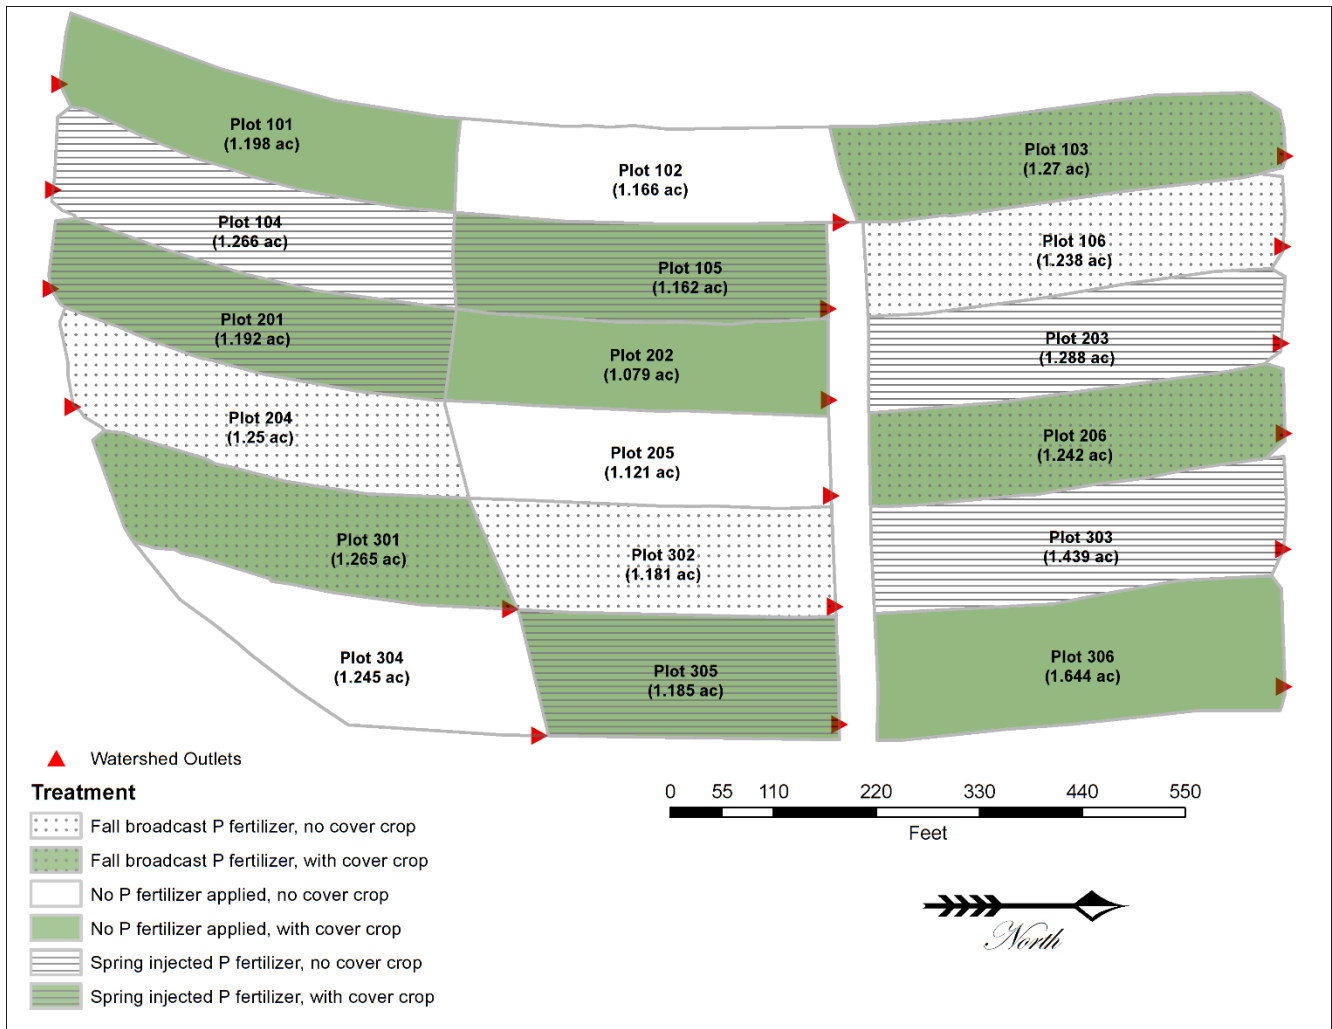 Plot 101
(1.198 ac)
Plot 102
(1.166 ac)
Plot 103
(1.27 ac)
Plot 104
(1.266 ac)
Plot 105
(1.162 ac)
Plot 106
(1.238 ac)
Plot 201
(1.192 ac)
Plot 202
(1.079 ac)
Plot 203
(1.288 ac)
Plot 204
(1.25 ac)
Plot 205
(1.121 ac)
Plot 206
(1.242 ac)
Plot 301
(1.265 ac)
Plot 302
(1.181 ac)
Plot 303
(1.439 ac)
Plot 304
(1.245 ac)
Plot 305
(1.185 ac)
Plot 306
(1.644 ac)
Watershed Outlets
Treatment
Fall broadcast P fertilizer, no cover crop
Fall broadcast P fertilizer, with cover crop
No P fertilizer applied, no cover crop
No P fertilizer applied, with cover crop
Spring injected P fertilizer, no cover crop
Spring injected P fertilizer, with cover crop
0 55 110 220 330 440 550
Feet
North